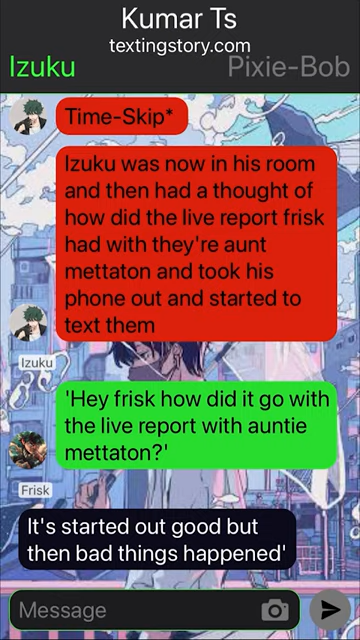 Kumar Ts
textingstory.com
Izuku
Pixie-Bob
Time-Skip*
Izuku was now in his room
and then had a thought of
how did the live report frisk
had with they're aunt
mettaton and took his
phone out and started to
text them
Izuku
'Hey frisk how did it go with
the live report with auntie
mettaton?'
Frisk
It's started out good but
then bad things happened'
Message